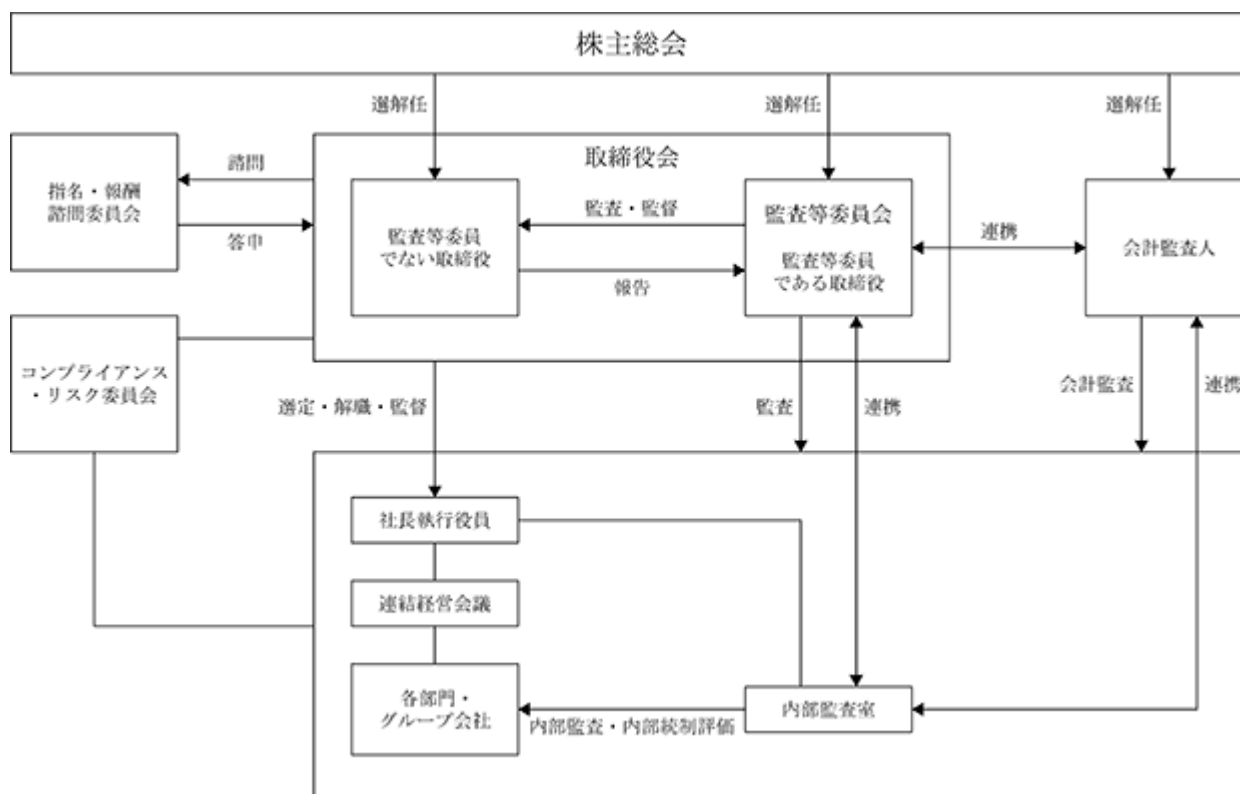 株主総会
選解任
選解任
選解任
取締役会
諮問
指名・報酬
諮問委員会
答申
監査等委員
でない取締役
監査・監督
報告
監査等委員会
監査等委員
である取締役
連携
会計監査人
コンプライアンス
・リスク委員会
選定・解職・監督
監査
連携
会計監査
連携
社長執行役員
連結経営会議
各部門・
グループ会社
内部監査・内部統制評価
内部監査室